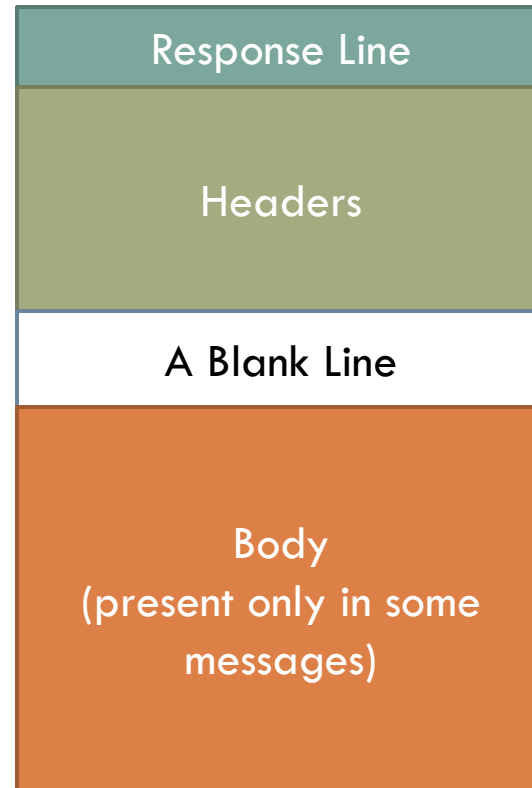 Response Line
Headers
A Blank Line
Body
(present only in some
messages)